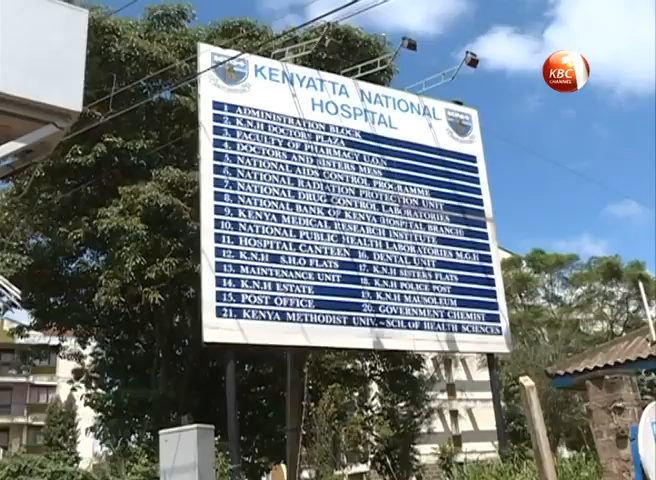 KENYATTA NATIONAL
HOSPITAL
1 ADMINISTRATION BLOCK
2. K.N.H DOCTORS PLAZA
3. FACULTY OF PHARMACY U.O.N
4. DOCTORS AND SISTERS MESS
5. NATIONAL AIDS CONTROL PROGRAMME
6. NATIONAL RADIATION PROTECTION UNIT
7. NATIONAL DRUG CONTROL LABORATORIES
8. NATIONAL BANK OF KENYA HOSPITAL BRANCH
9. KENYA MEDICAL RESEARCH INSTITUTE
10. NATIONAL PUBLIC HEALTH LABORATORIES M.G.H
11. HOSPITAL CANTEEN 16. DENTAL UNIT
12. K.N.H S.H.O FLATS 17. K.N.H SISTERS FLATS
13. MAINTENANCE UNIT 18. K.N.H POLICE POST
14. K.N.H ESTATE 19. K.N.H MAUSOLEUM
15. POST OFFICE 20. GOVERNMENT CHEMIST
21. KENYA METHODIST UNIV.~SCH.OF HEALTH SCIENCES
KBC 1
CHANNEL